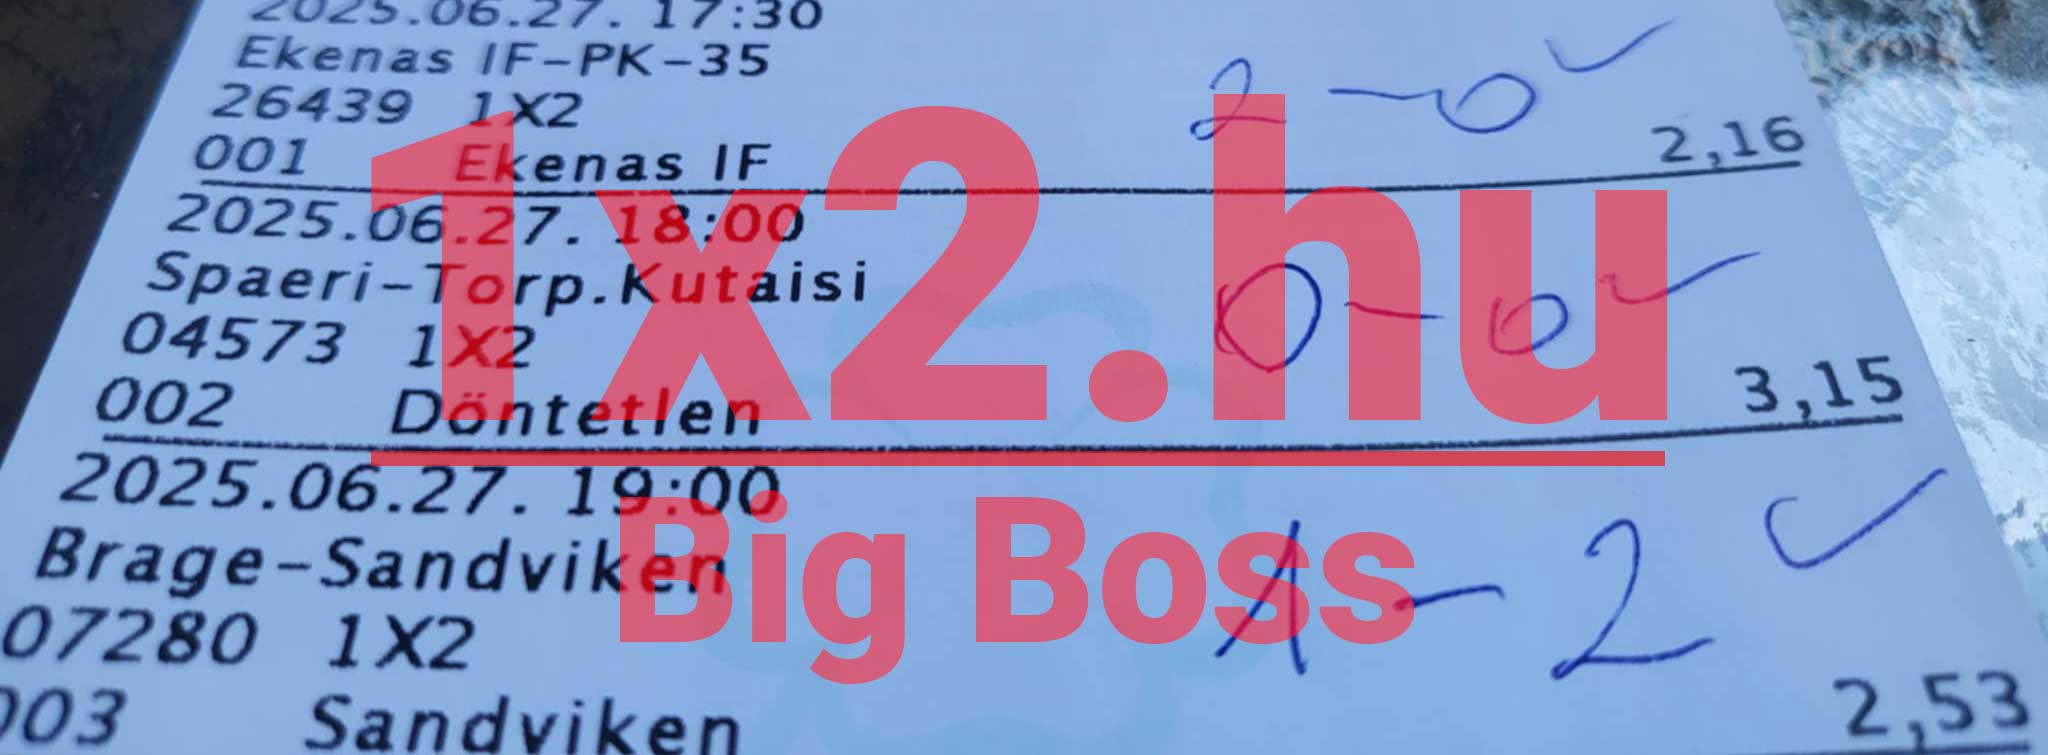 2025.06.27. 17:30
Ekenas IF-PK-35
2-0 ✓
26439 1X2
001 Ekenas IF 2,16
2025.06.27. 18:00
Spaeri-Torp.Kutaisi
0-0 ✓
04573 1X2
002 Döntetlen 3,15
2025.06.27. 19:00
Brage-Sandviken
1-2 ✓
07280 1X2
003 Sandviken 2,53
1x2.hu
Big Boss